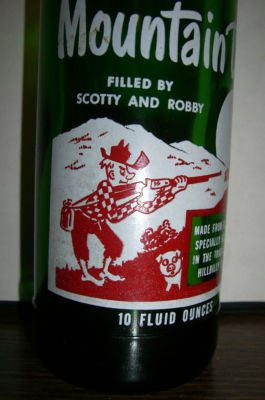 Mountain
FILLED BY
SCOTTY AND ROBBY
MADE FROM
SPECIALLY
IN THE
HILLBILLY
10 FLUID OUNCES